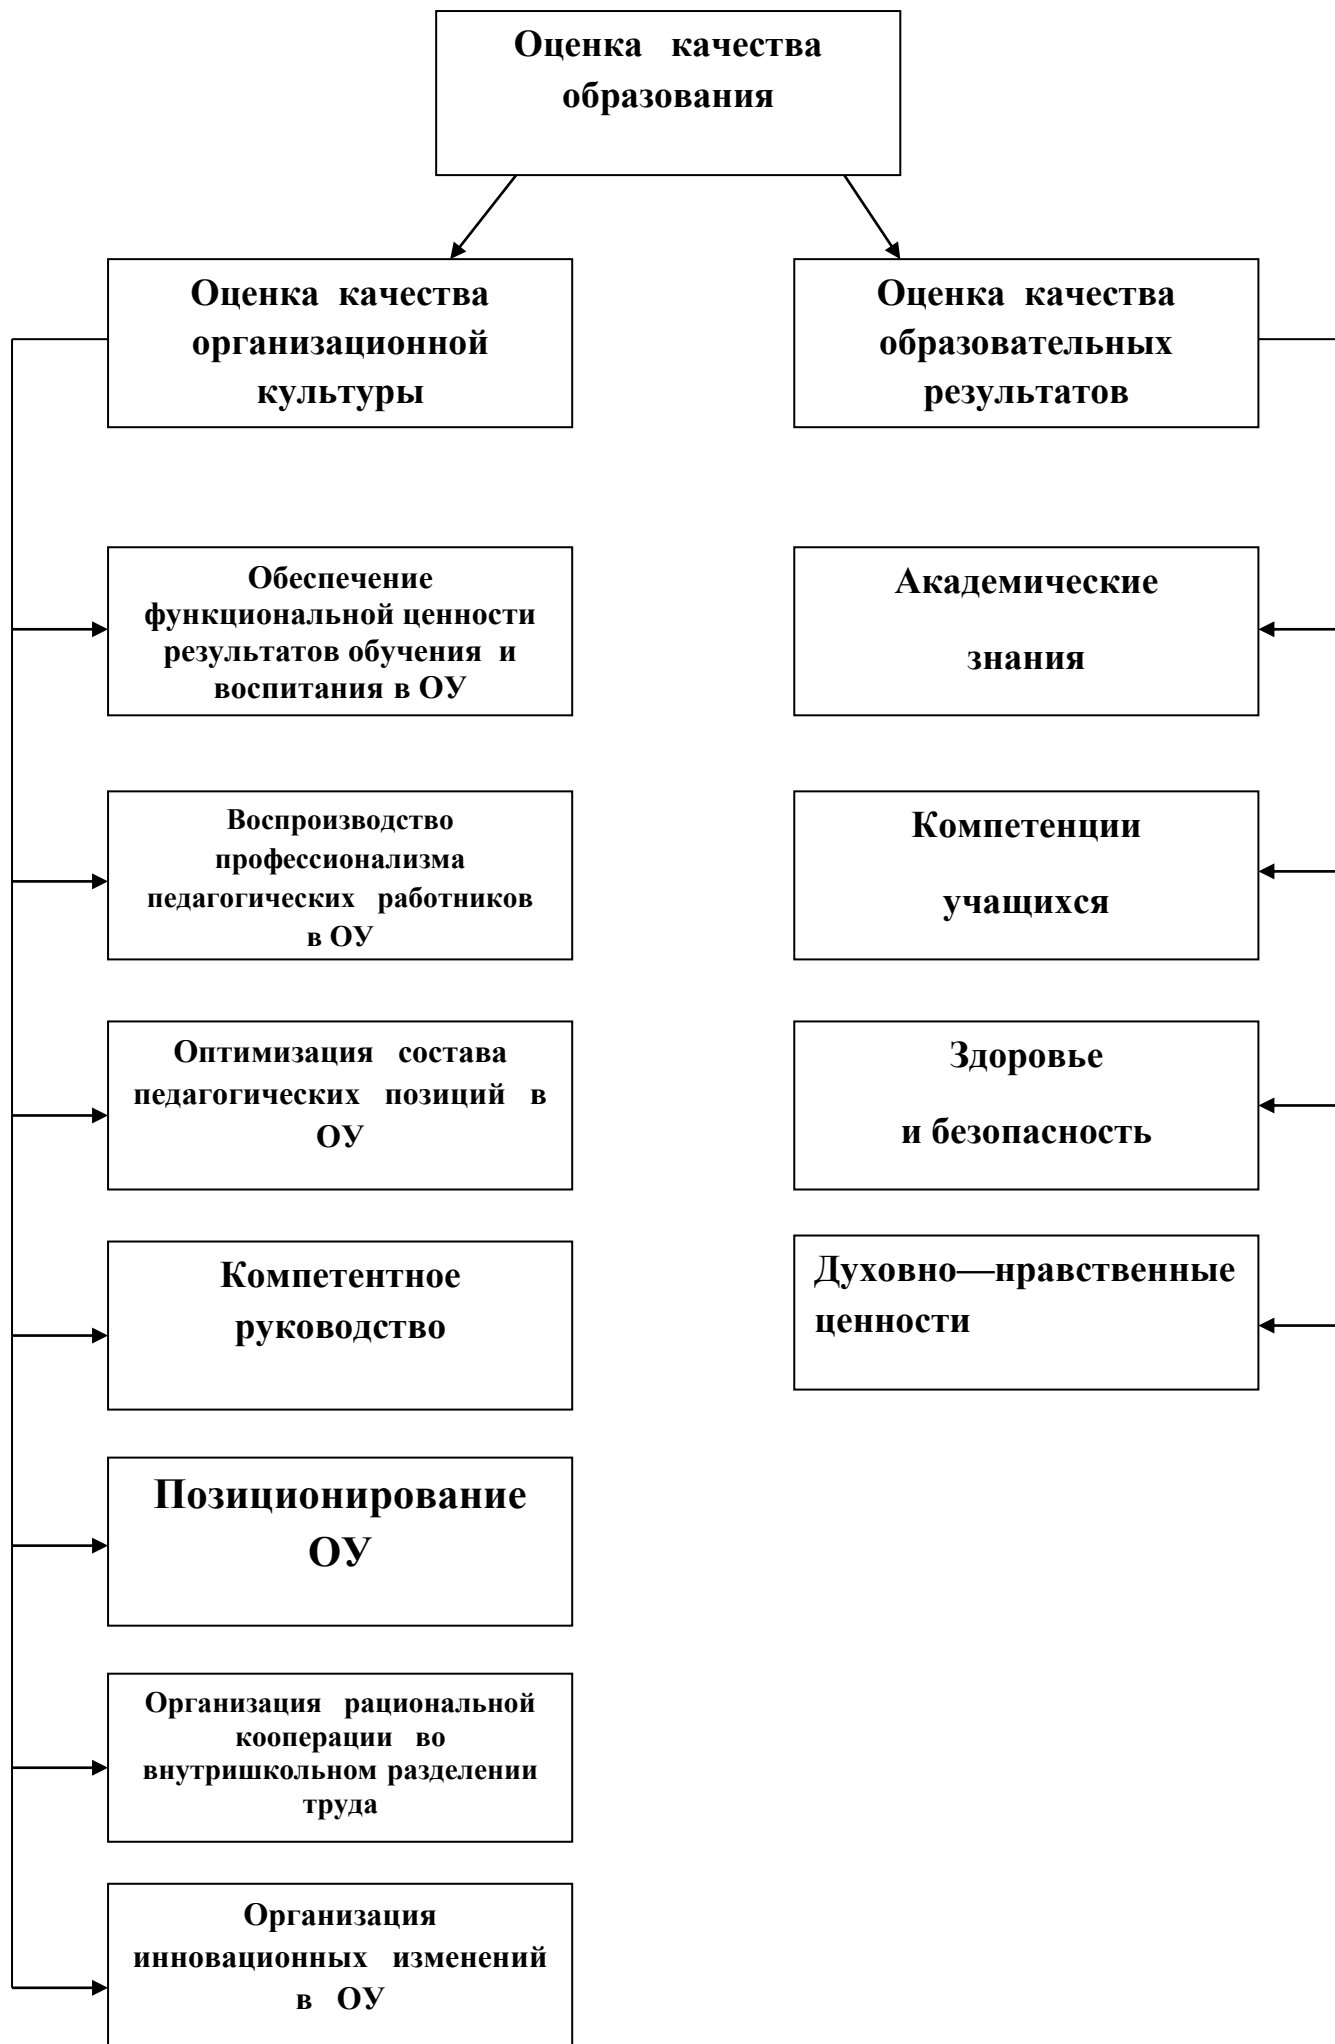 Оценка качества
образования
Оценка качества
организационной
культуры
Оценка качества
образовательных
результатов
Обеспечение
функциональной ценности
результатов обучения и
воспитания в ОУ
Академические
знания
Воспроизводство
профессионализма
педагогических работников
в ОУ
Компетенции
учащихся
Оптимизация состава
педагогических позиций в
ОУ
Здоровье
и безопасность
Компетентное
руководство
Духовно—нравственные
ценности
Позиционирование
ОУ
Организация рациональной
кооперации во
внутришкольном разделении
труда
Организация
инновационных изменений
в ОУ